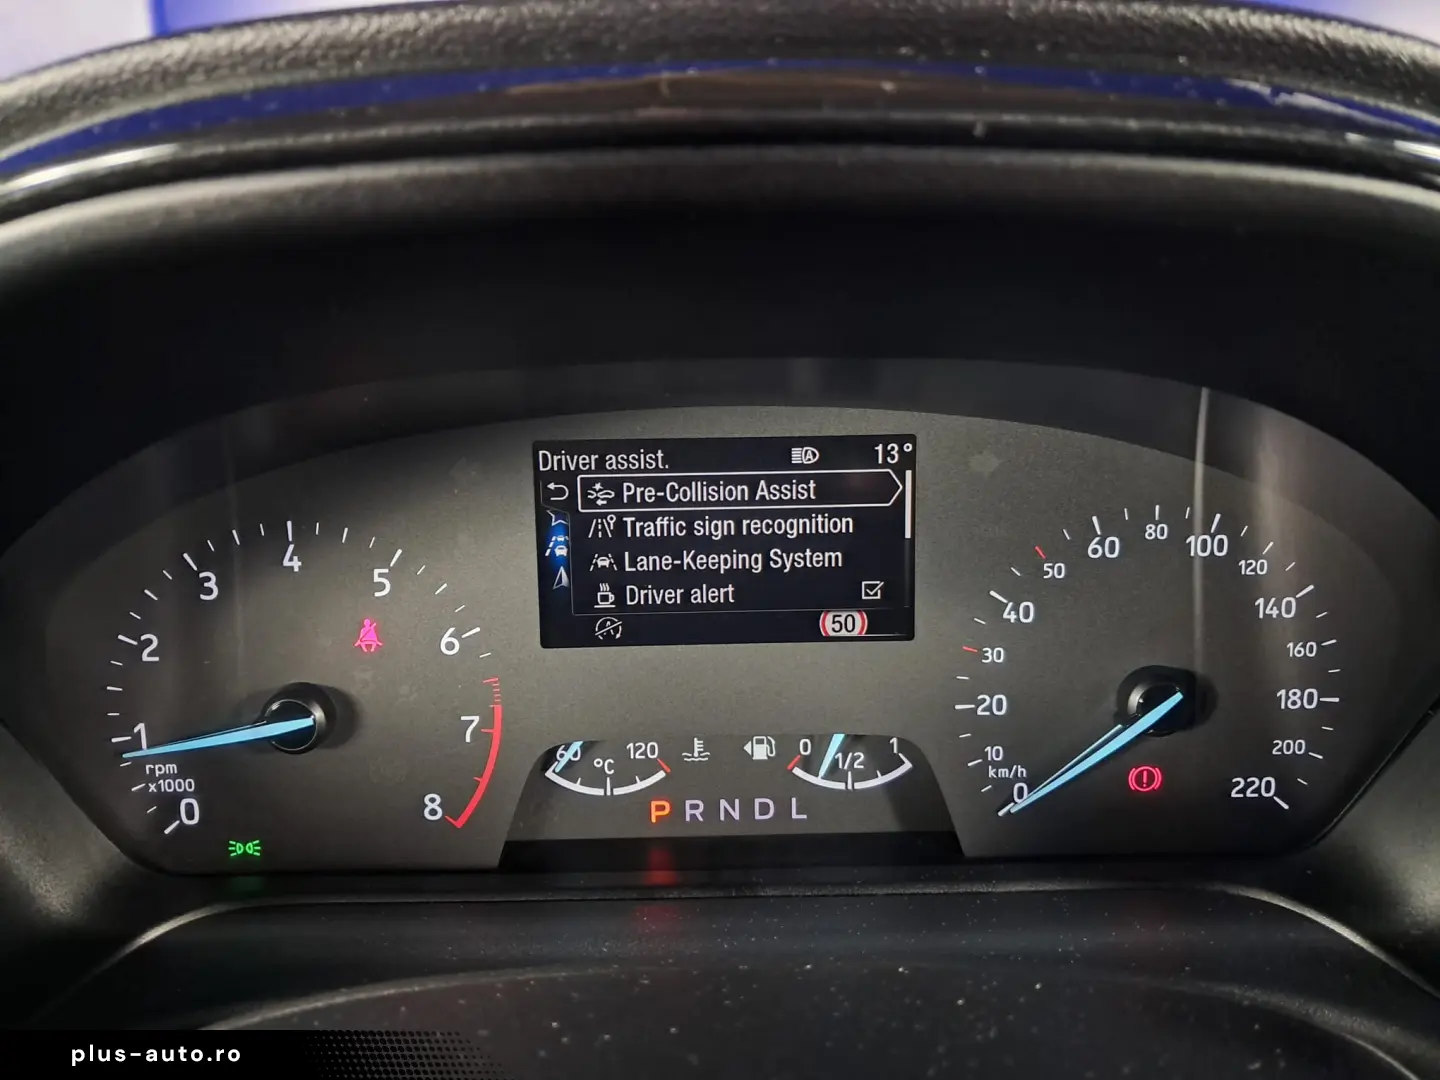 Driver assist. A 13°
Pre-Collision Assist
Traffic sign recognition
Lane-Keeping System
Driver alert
A 50
0
1
2
3
4
5
6
7
8
rpm
x1000
0
10
20
30
40
50
60
80
100
120
140
160
180
200
220
km/h
60 °C 120
0 1/2 1
P R N D L
plus-auto.ro